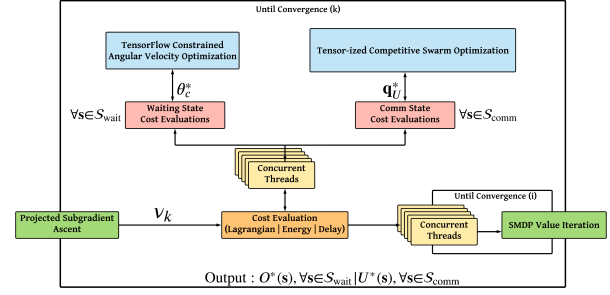 Until Convergence (k)
TensorFlow Constrained
Angular Velocity Optimization
Tensor-ized Competitive Swarm Optimization
θ*c
q*U
∀s∈Swait
Waiting State
Cost Evaluations
Comm State
Cost Evaluations
∀s∈Scomm
Concurrent
Threads
Until Convergence (i)
Projected Subgradient
Ascent
νk
Cost Evaluation
(Lagrangian | Energy | Delay)
Concurrent
Threads
SMDP Value Iteration
Output : O*(s), ∀s∈Swait | U*(s), ∀s∈Scomm